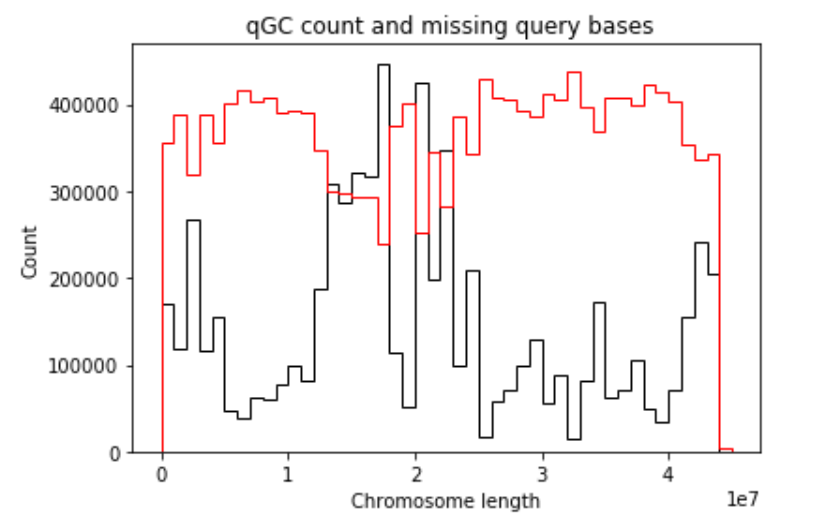 qGC count and missing query bases
400000
300000
200000
100000
0
Count
0 1 2 3 4
1e7
Chromosome length